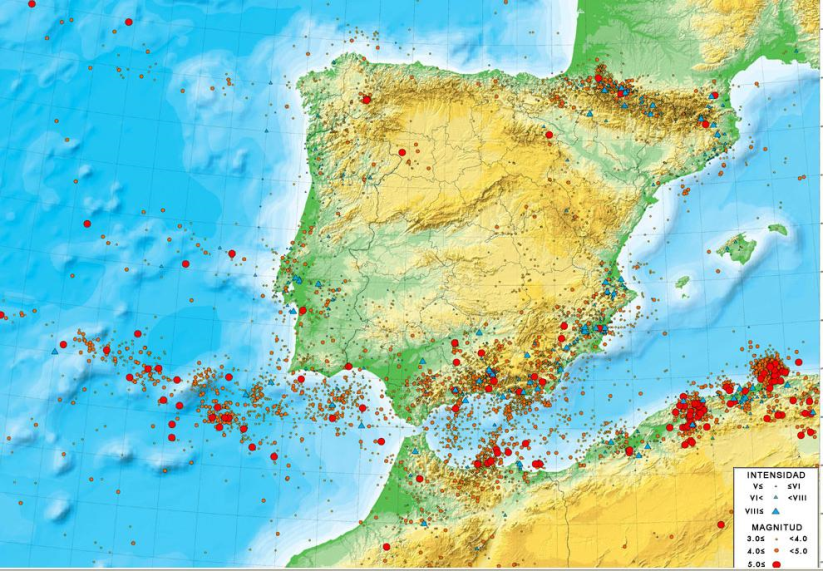 INTENSIDAD
V≤ ≤VI
VI< <VIII
VIII≤
MAGNITUD
3.0≤ <4.0
4.0≤ <5.0
5.0≤